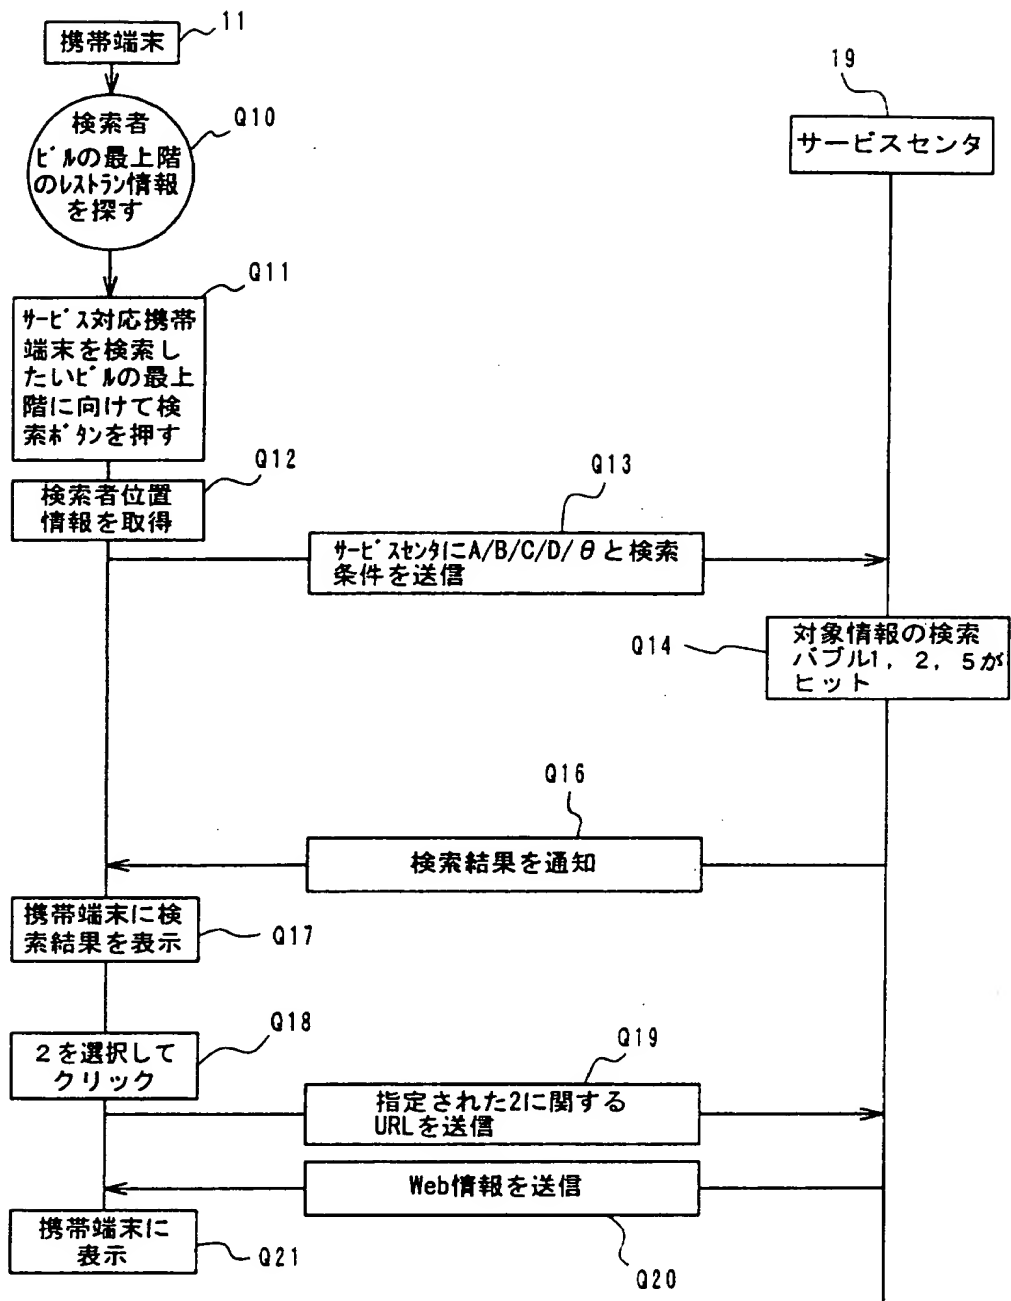 11
携帯端末
19
サービスセンタ
Q10
検索者
ﾋﾞﾙの最上階
のﾚｽﾄﾗﾝ情報
を探す
Q11
ｻｰﾋﾞｽ対応携帯
端末を検索し
たいﾋﾞﾙの最上
階に向けて検
索ﾎﾞﾀﾝを押す
Q12
検索者位置
情報を取得
Q13
ｻｰﾋﾞｽｾﾝﾀにA/B/C/D/θと検索
条件を送信
Q14
対象情報の検索
バブル1, 2, 5が
ヒット
Q16
検索結果を通知
携帯端末に検
索結果を表示
Q17
Q18
2を選択して
クリック
Q19
指定された2に関する
URLを送信
Web情報を送信
Q20
携帯端末に
表示
Q21